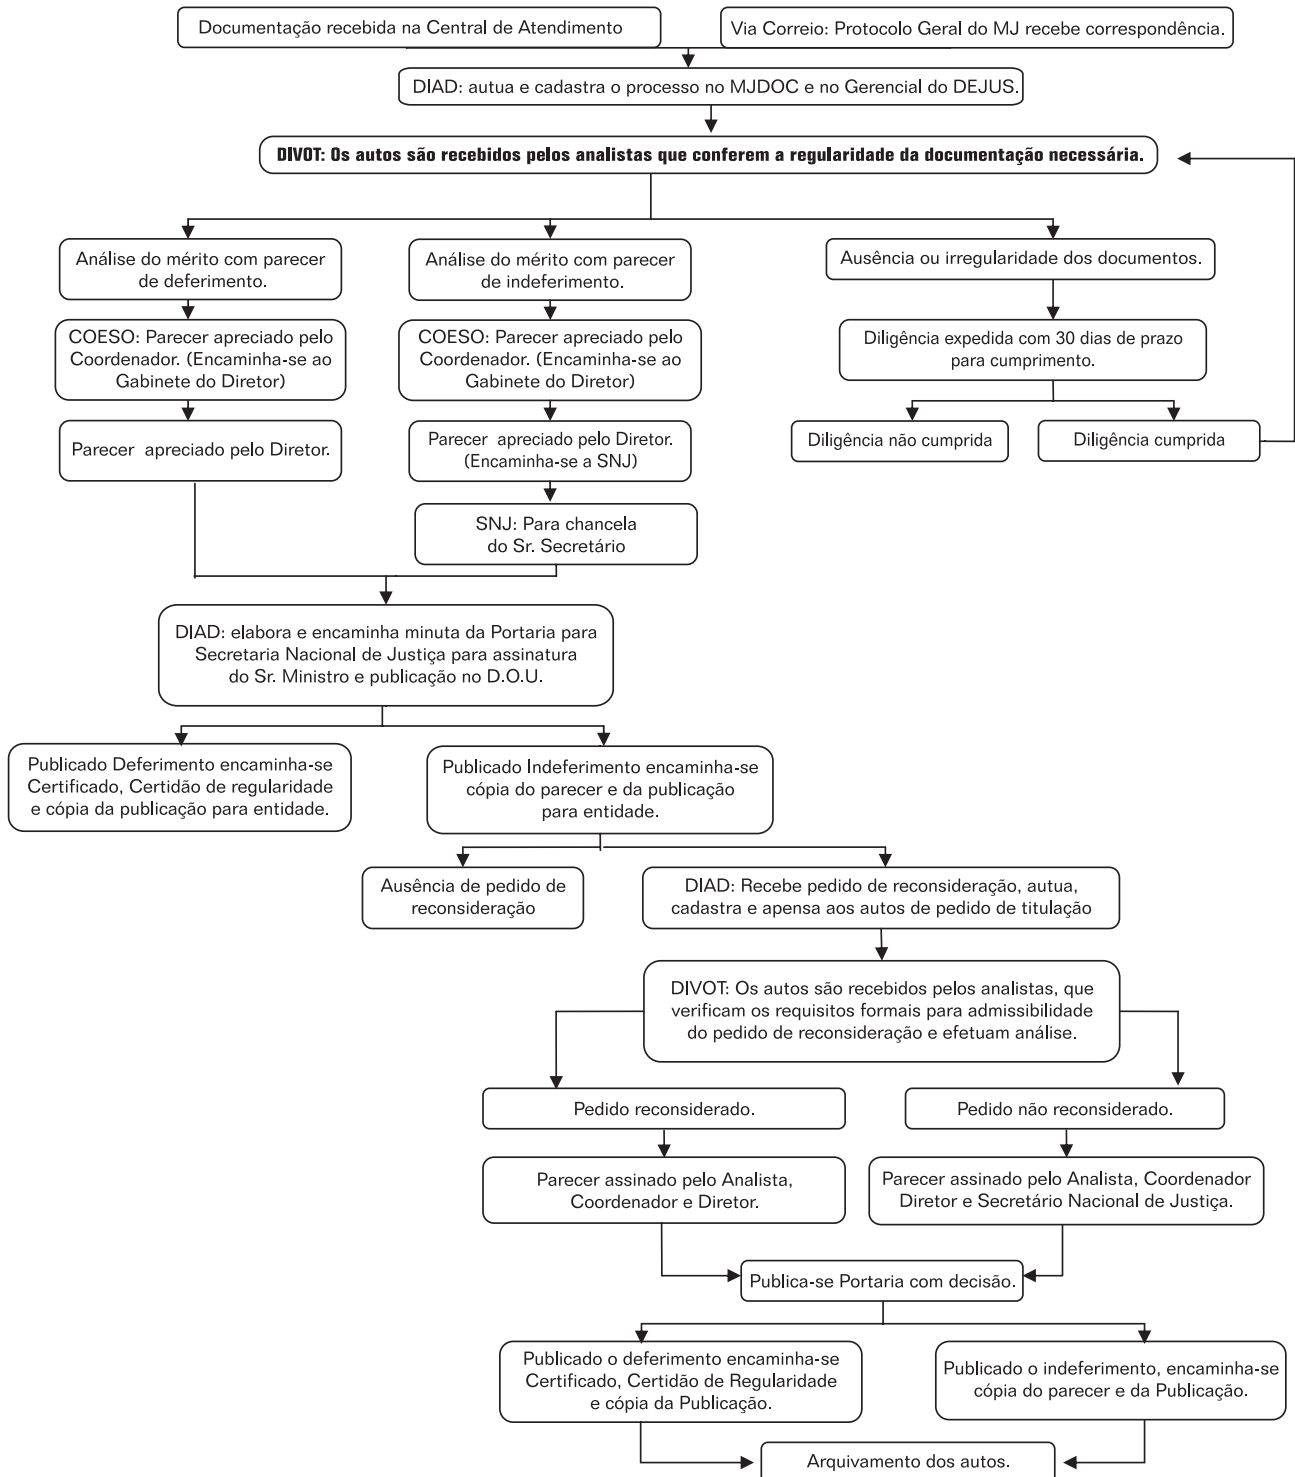 Documentação recebida na Central de Atendimento
Via Correio: Protocolo Geral do MJ recebe correspondência.
DIAD: autua e cadastra o processo no MJDOC e no Gerencial do DEJUS.
DIVOT: Os autos são recebidos pelos analistas que conferem a regularidade da documentação necessária.
Análise do mérito com parecer
de deferimento.
Análise do mérito com parecer
de indeferimento.
Ausência ou irregularidade dos documentos.
COESO: Parecer apreciado pelo
Coordenador. (Encaminha-se ao
Gabinete do Diretor)
COESO: Parecer apreciado pelo
Coordenador. (Encaminha-se ao
Gabinete do Diretor)
Diligência expedida com 30 dias de prazo
para cumprimento.
Parecer apreciado pelo Diretor.
Parecer apreciado pelo Diretor.
(Encaminha-se a SNJ)
Diligência não cumprida
Diligência cumprida
SNJ: Para chancela
do Sr. Secretário
DIAD: elabora e encaminha minuta da Portaria para
Secretaria Nacional de Justiça para assinatura
do Sr. Ministro e publicação no D.O.U.
Publicado Deferimento encaminha-se
Certificado, Certidão de regularidade
e cópia da publicação para entidade.
Publicado Indeferimento encaminha-se
cópia do parecer e da publicação
para entidade.
Ausência de pedido de
reconsideração
DIAD: Recebe pedido de reconsideração, autua,
cadastra e apensa aos autos de pedido de titulação
DIVOT: Os autos são recebidos pelos analistas, que
verificam os requisitos formais para admissibilidade
do pedido de reconsideração e efetuam análise.
Pedido reconsiderado.
Pedido não reconsiderado.
Parecer assinado pelo Analista,
Coordenador e Diretor.
Parecer assinado pelo Analista, Coordenador
Diretor e Secretário Nacional de Justiça.
Publica-se Portaria com decisão.
Publicado o deferimento encaminha-se
Certificado, Certidão de Regularidade
e cópia da Publicação.
Publicado o indeferimento, encaminha-se
cópia do parecer e da Publicação.
Arquivamento dos autos.